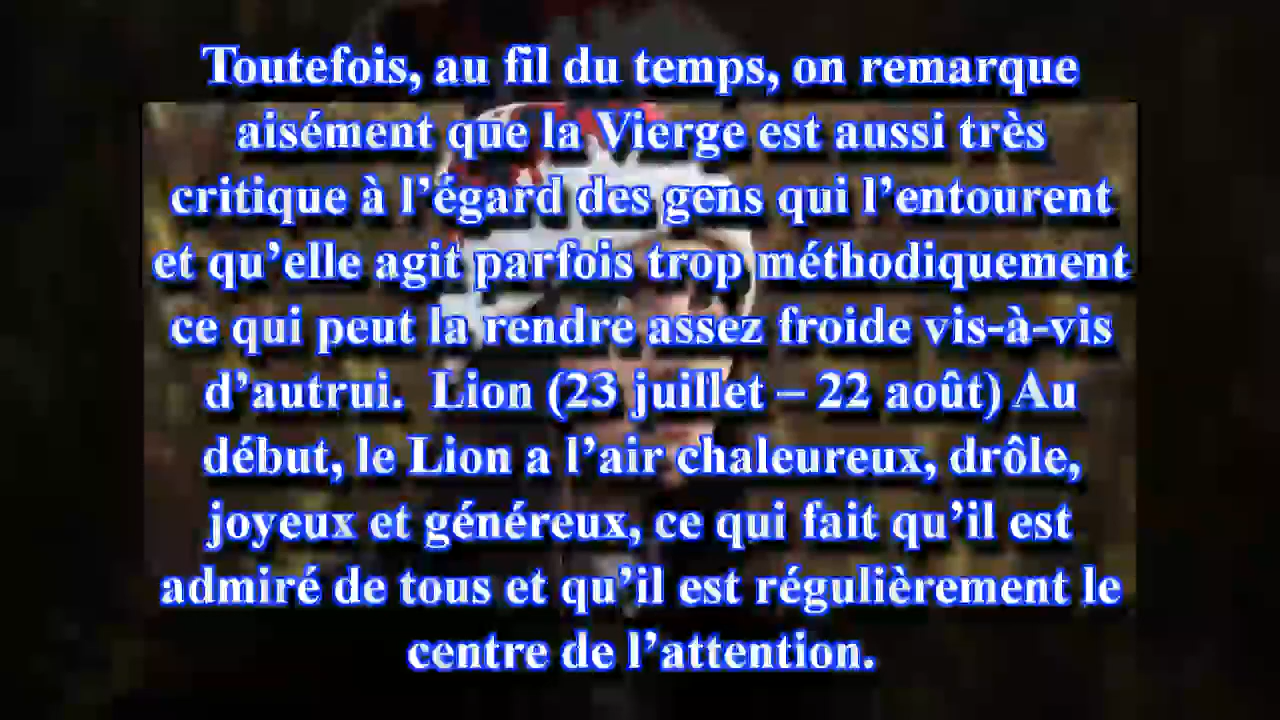 Toutefois, au fil du temps, on remarque
aisément que la Vierge est aussi très
critique à l’égard des gens qui l’entourent
et qu’elle agit parfois trop méthodiquement
ce qui peut la rendre assez froide vis-à-vis
d’autrui.  Lion (23 juillet – 22 août) Au
début, le Lion a l’air chaleureux, drôle,
joyeux et généreux, ce qui fait qu’il est
admiré de tous et qu’il est régulièrement le
centre de l’attention.